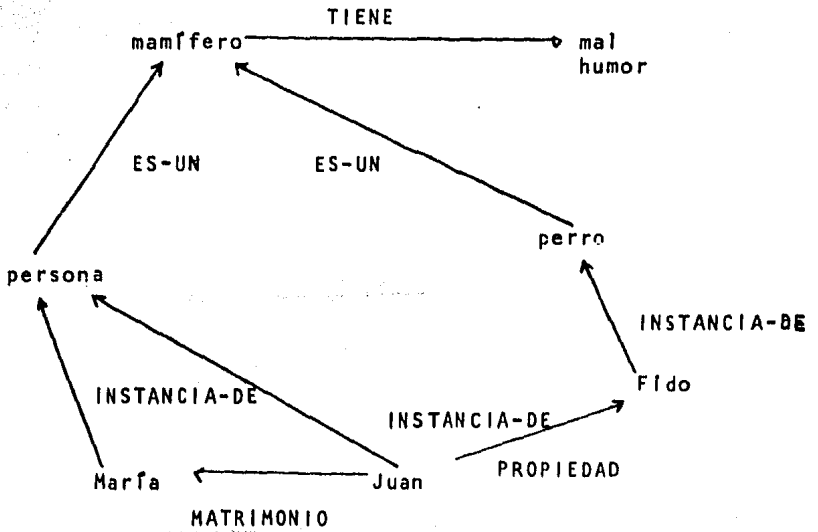 TIENE
mamífero
mal
humor
ES-UN
ES-UN
perro
persona
INSTANCIA-DE
Fido
INSTANCIA-DE
INSTANCIA-DE
PROPIEDAD
María
Juan
MATRIMONIO